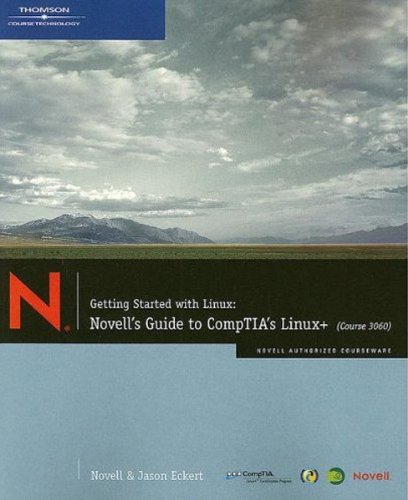 THOMSON
COURSE TECHNOLOGY
N®
Getting Started with Linux:
Novell's Guide to CompTIA's Linux+ (Course 3060)
NOVELL AUTHORIZED COURSEWARE
Novell & Jason Eckert
CompTIA
Novell.